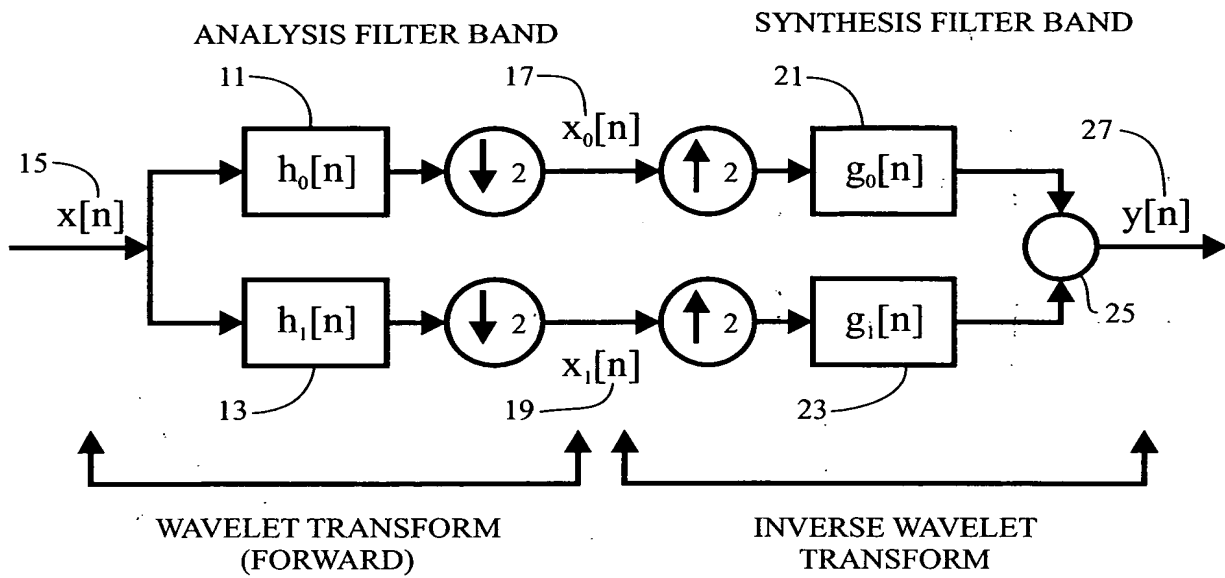 ANALYSIS FILTER BAND
SYNTHESIS FILTER BAND
11
17
21
27
15
x[n]
h₀[n]
2
x₀[n]
2
g₀[n]
y[n]
h₁[n]
2
x₁[n]
2
g₁[n]
25
13
19
23
WAVELET TRANSFORM
(FORWARD)
INVERSE WAVELET
TRANSFORM